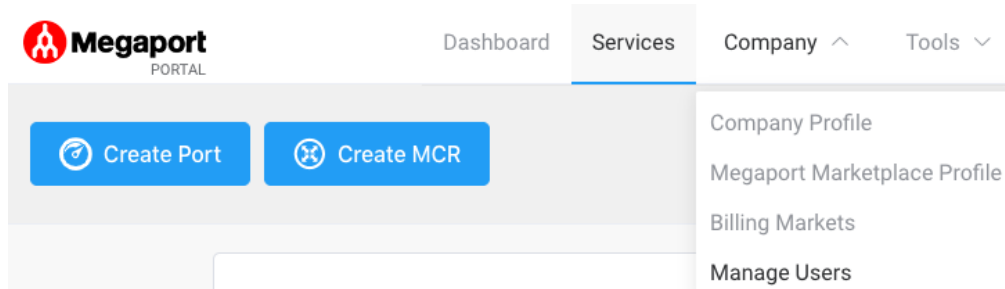 Megaport
PORTAL
Dashboard Services Company Tools
Create Port Create MCR
Company Profile
Megaport Marketplace Profile
Billing Markets
Manage Users